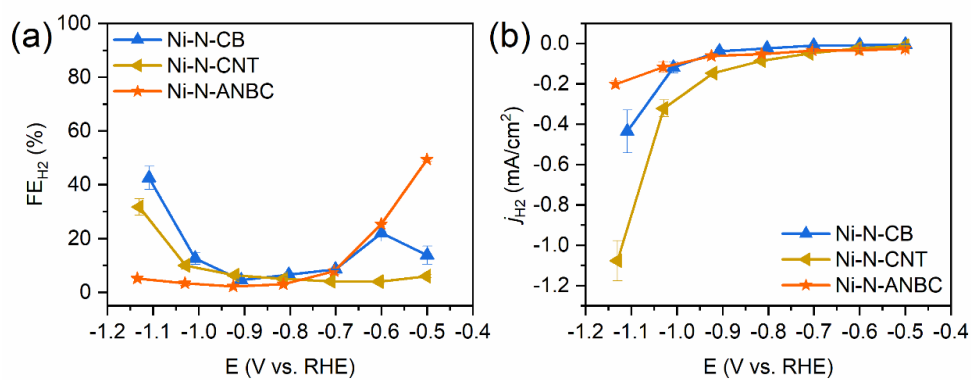 (a)
100
80
60
40
20
0
FE_H2 (%)
Ni-N-CB
Ni-N-CNT
Ni-N-ANBC
-1.2 -1.1 -1.0 -0.9 -0.8 -0.7 -0.6 -0.5 -0.4
E (V vs. RHE)
(b)
0.0
-0.2
-0.4
-0.6
-0.8
-1.0
-1.2
j_H2 (mA/cm²)
Ni-N-CB
Ni-N-CNT
Ni-N-ANBC
-1.2 -1.1 -1.0 -0.9 -0.8 -0.7 -0.6 -0.5 -0.4
E (V vs. RHE)